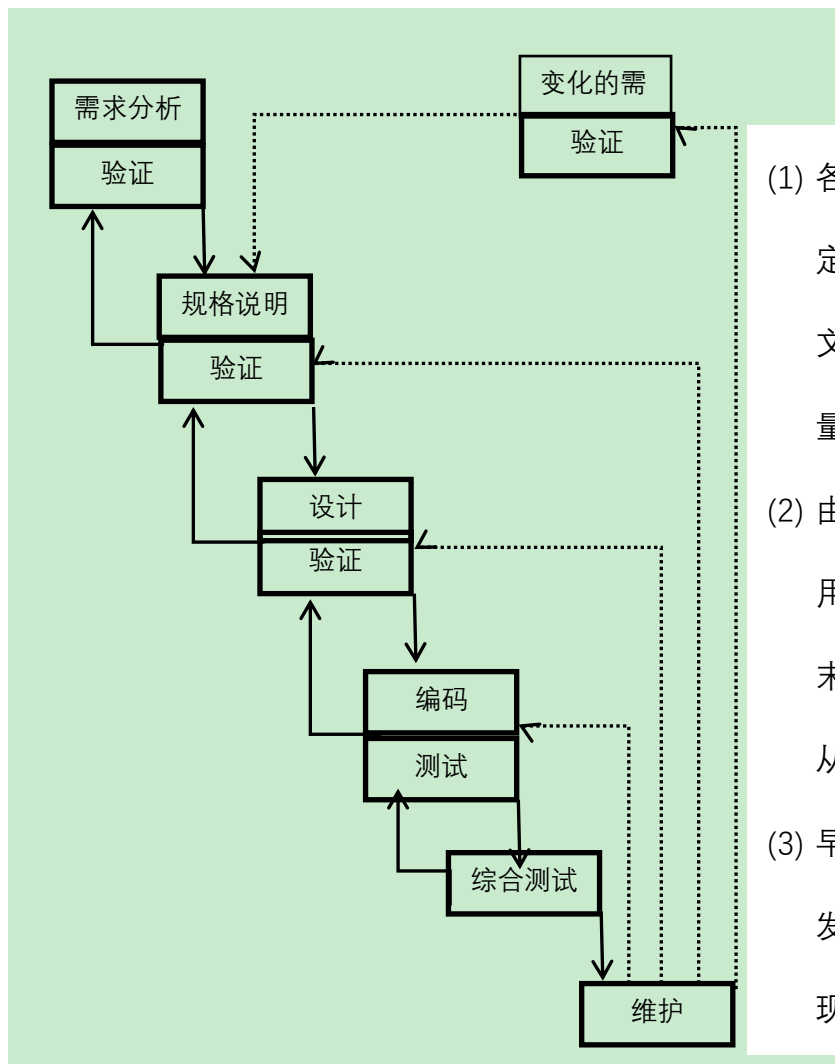 需求分析
验证
变化的需
验证
规格说明
验证
设计
验证
编码
测试
综合测试
维护
(1) 各
定
文
量
(2) 由
用
末
从
(3) 早
发
现